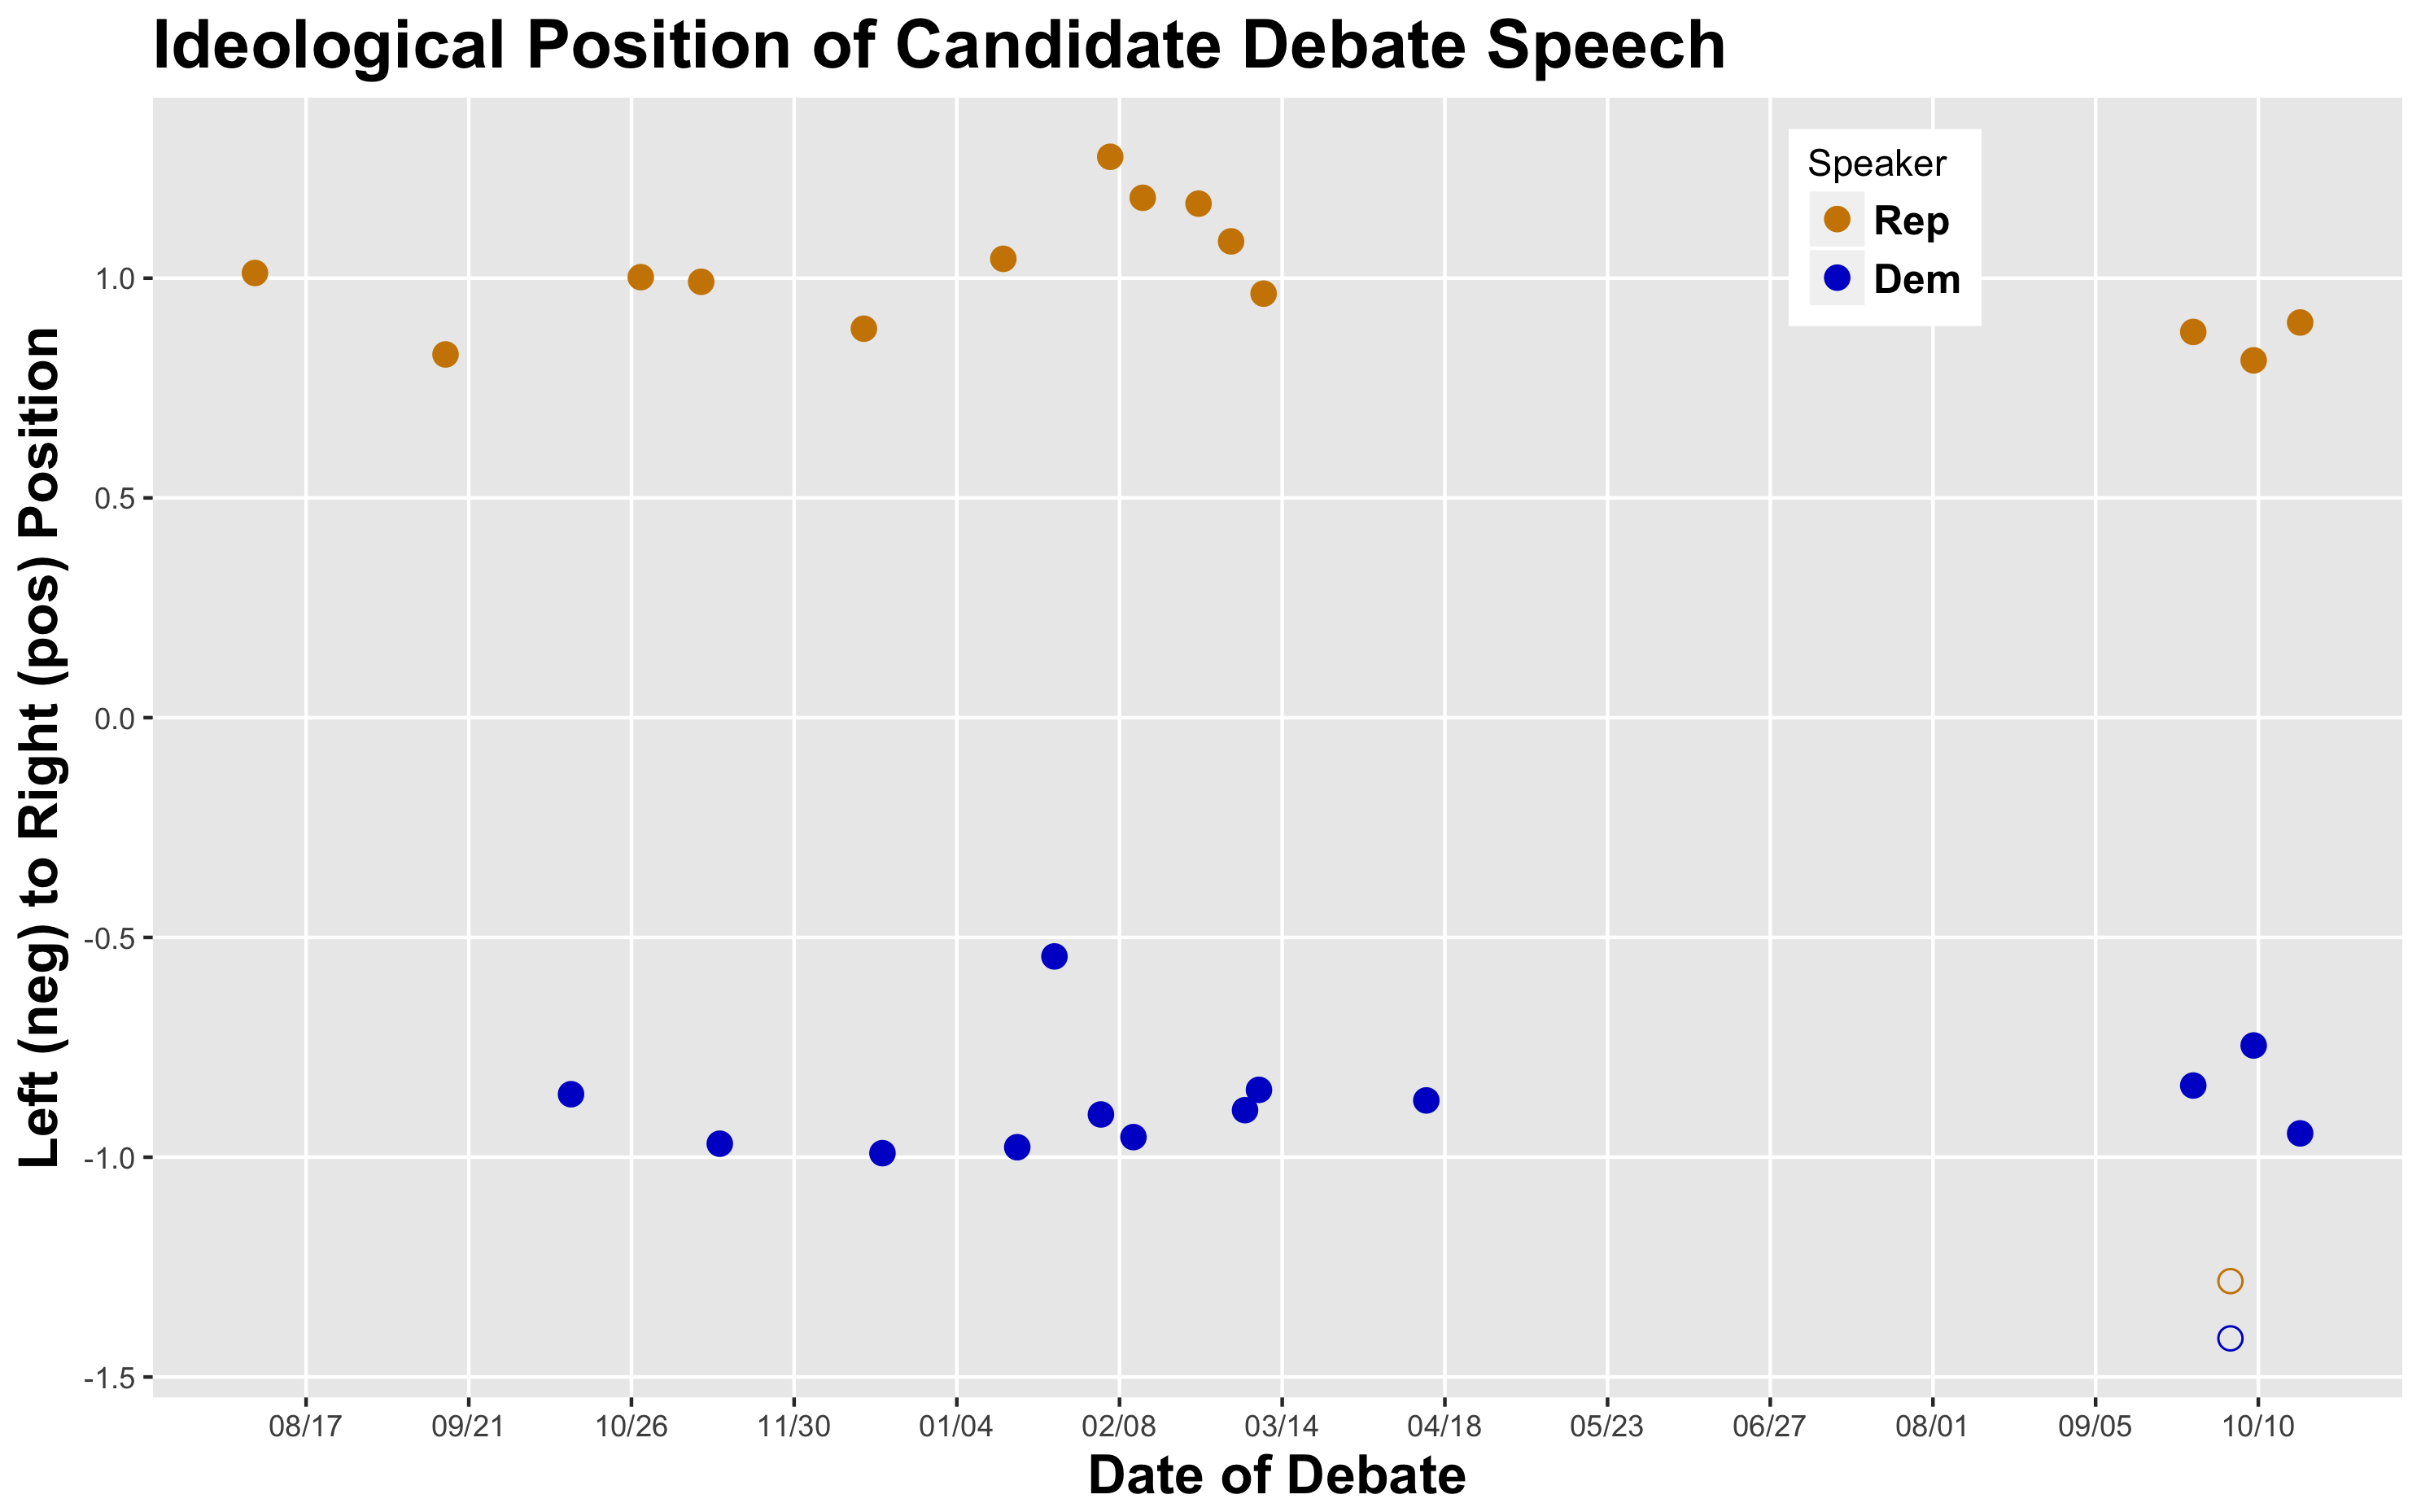 Ideological Position of Candidate Debate Speech
Speaker
Rep
Dem
Left (neg) to Right (pos) Position
1.0
0.5
0.0
-0.5
-1.0
-1.5
08/17 09/21 10/26 11/30 01/04 02/08 03/14 04/18 05/23 06/27 08/01 09/05 10/10
Date of Debate